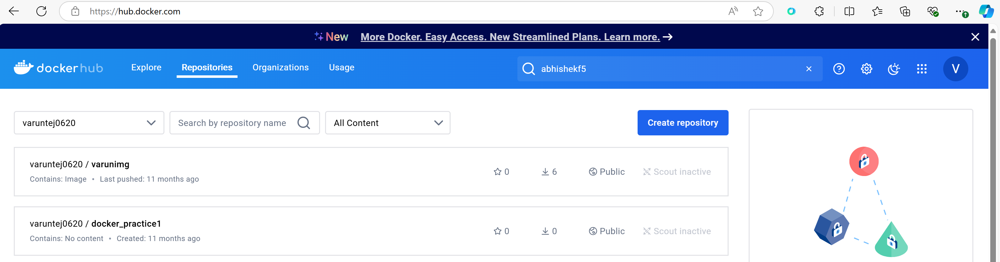 https://hub.docker.com
New More Docker. Easy Access. New Streamlined Plans. Learn more.
dockerhub Explore Repositories Organizations Usage abhishekf5 V
varuntej0620 Search by repository name All Content Create repository
varuntej0620 / varunimg
0 6 Public Scout inactive
Contains: Image • Last pushed: 11 months ago
varuntej0620 / docker_practice1
0 0 Public Scout inactive
Contains: No content • Created: 11 months ago